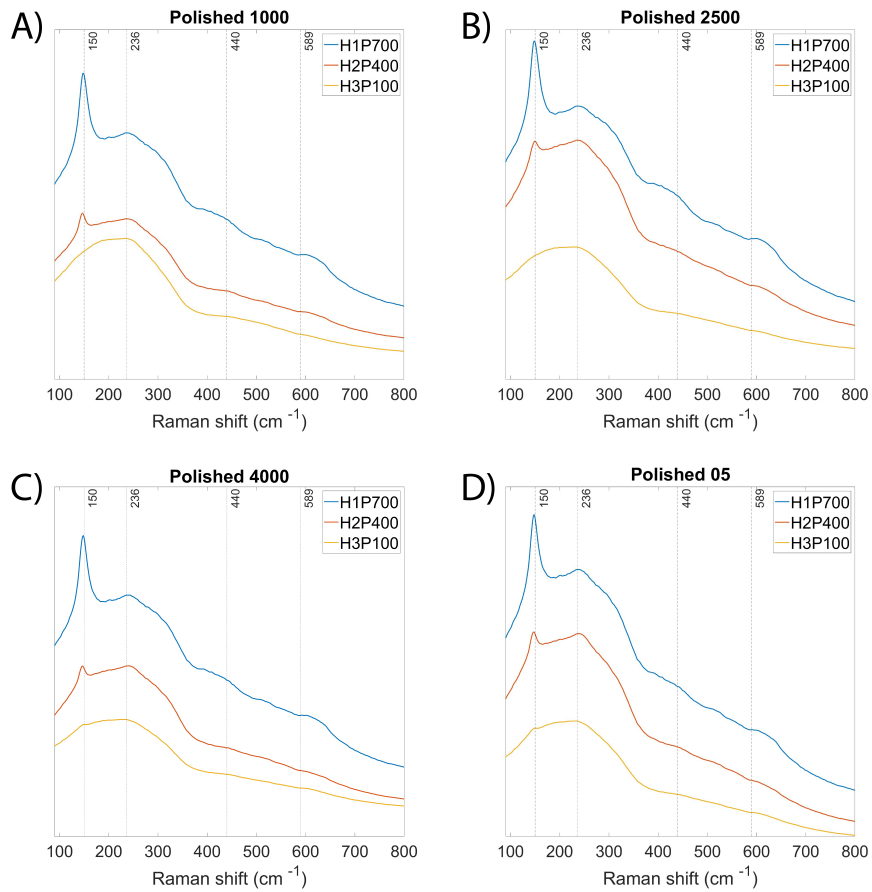 A)
Polished 1000
150
236
440
589
H1P700
H2P400
H3P100
100 200 300 400 500 600 700 800
Raman shift (cm -1)
B)
Polished 2500
150
236
440
589
H1P700
H2P400
H3P100
100 200 300 400 500 600 700 800
Raman shift (cm -1)
C)
Polished 4000
150
236
440
589
H1P700
H2P400
H3P100
100 200 300 400 500 600 700 800
Raman shift (cm -1)
D)
Polished 05
150
236
440
589
H1P700
H2P400
H3P100
100 200 300 400 500 600 700 800
Raman shift (cm -1)